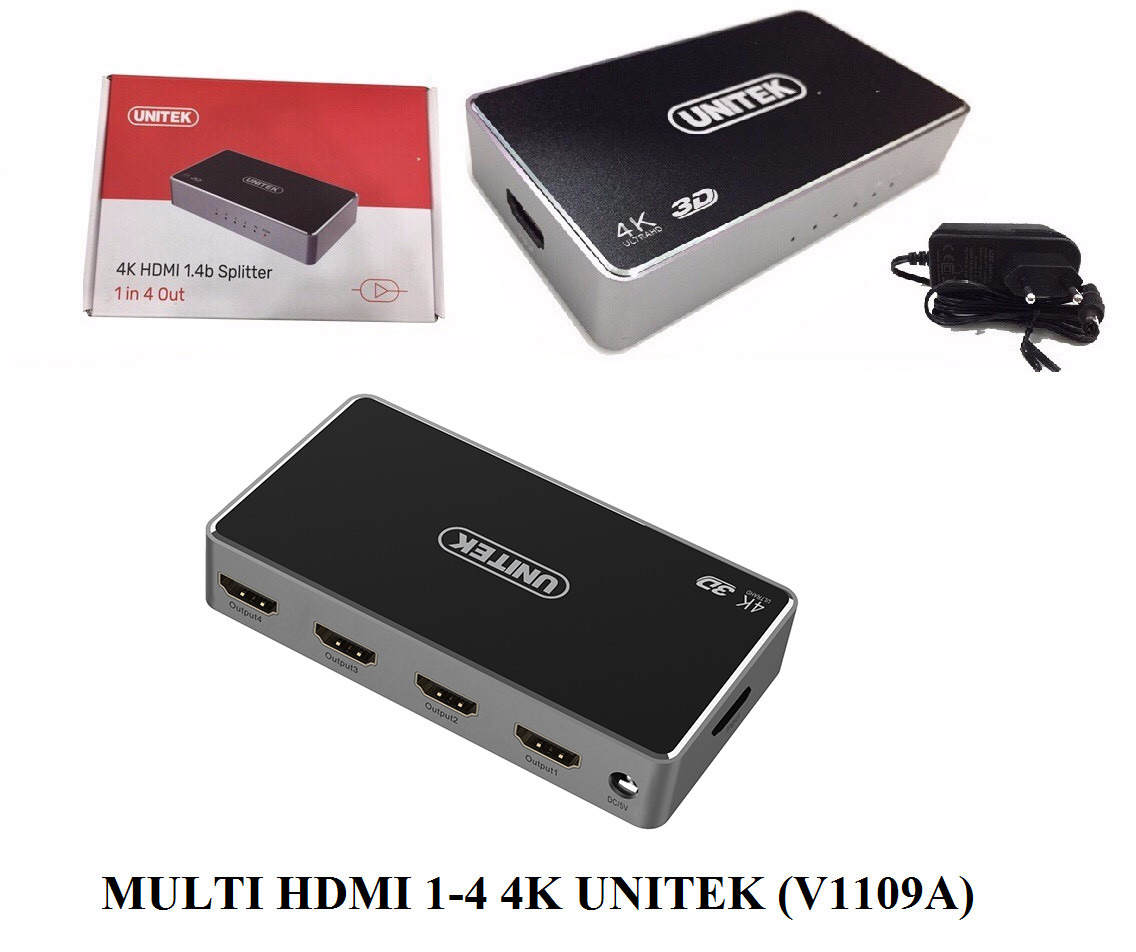 UNITEK
UNITEK
4K HDMI 1.4b Splitter
1 in 4 Out
UNITEK
4K
ULTRAHD
3D
UNITEK
4K
ULTRAHD
3D
Output4
Output3
Output2
Output1
DC/5V
MULTI HDMI 1-4 4K UNITEK (V1109A)